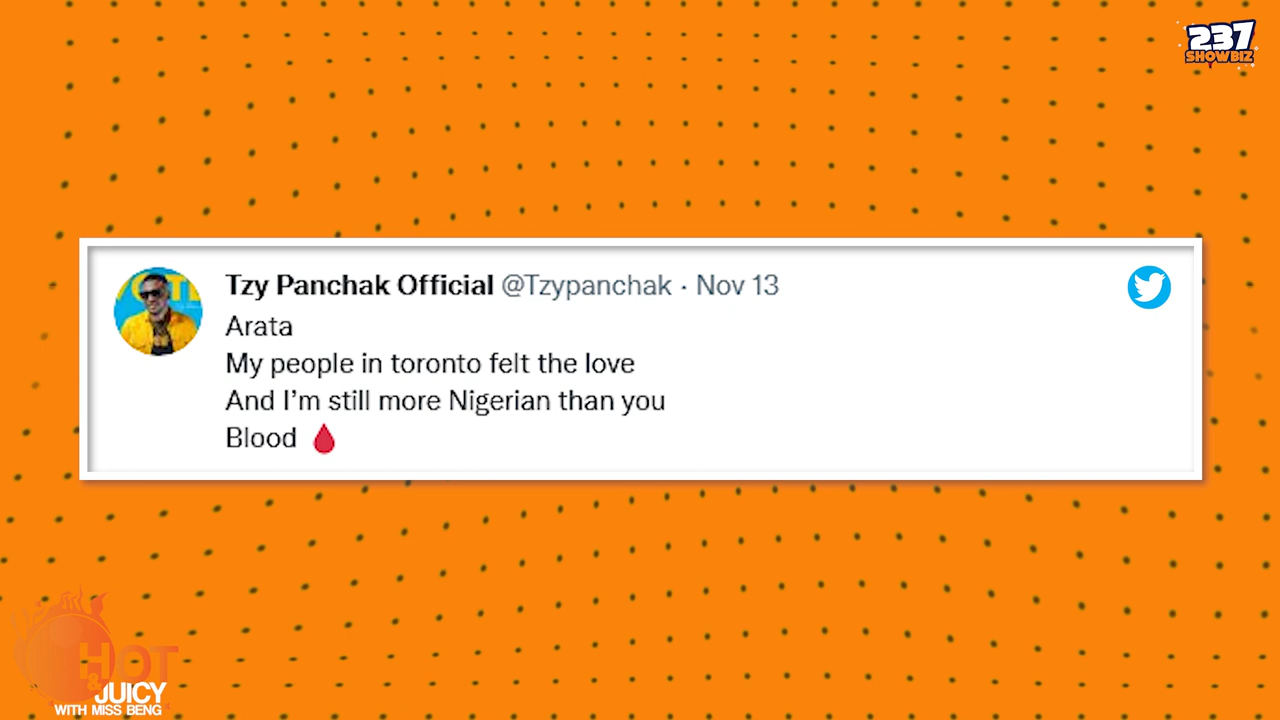 237
SHOWBIZ
Tzy Panchak Official @Tzypanchak · Nov 13
Arata
My people in toronto felt the love
And I'm still more Nigerian than you
Blood 🩸
HOT
& JUICY
WITH MISS BENG